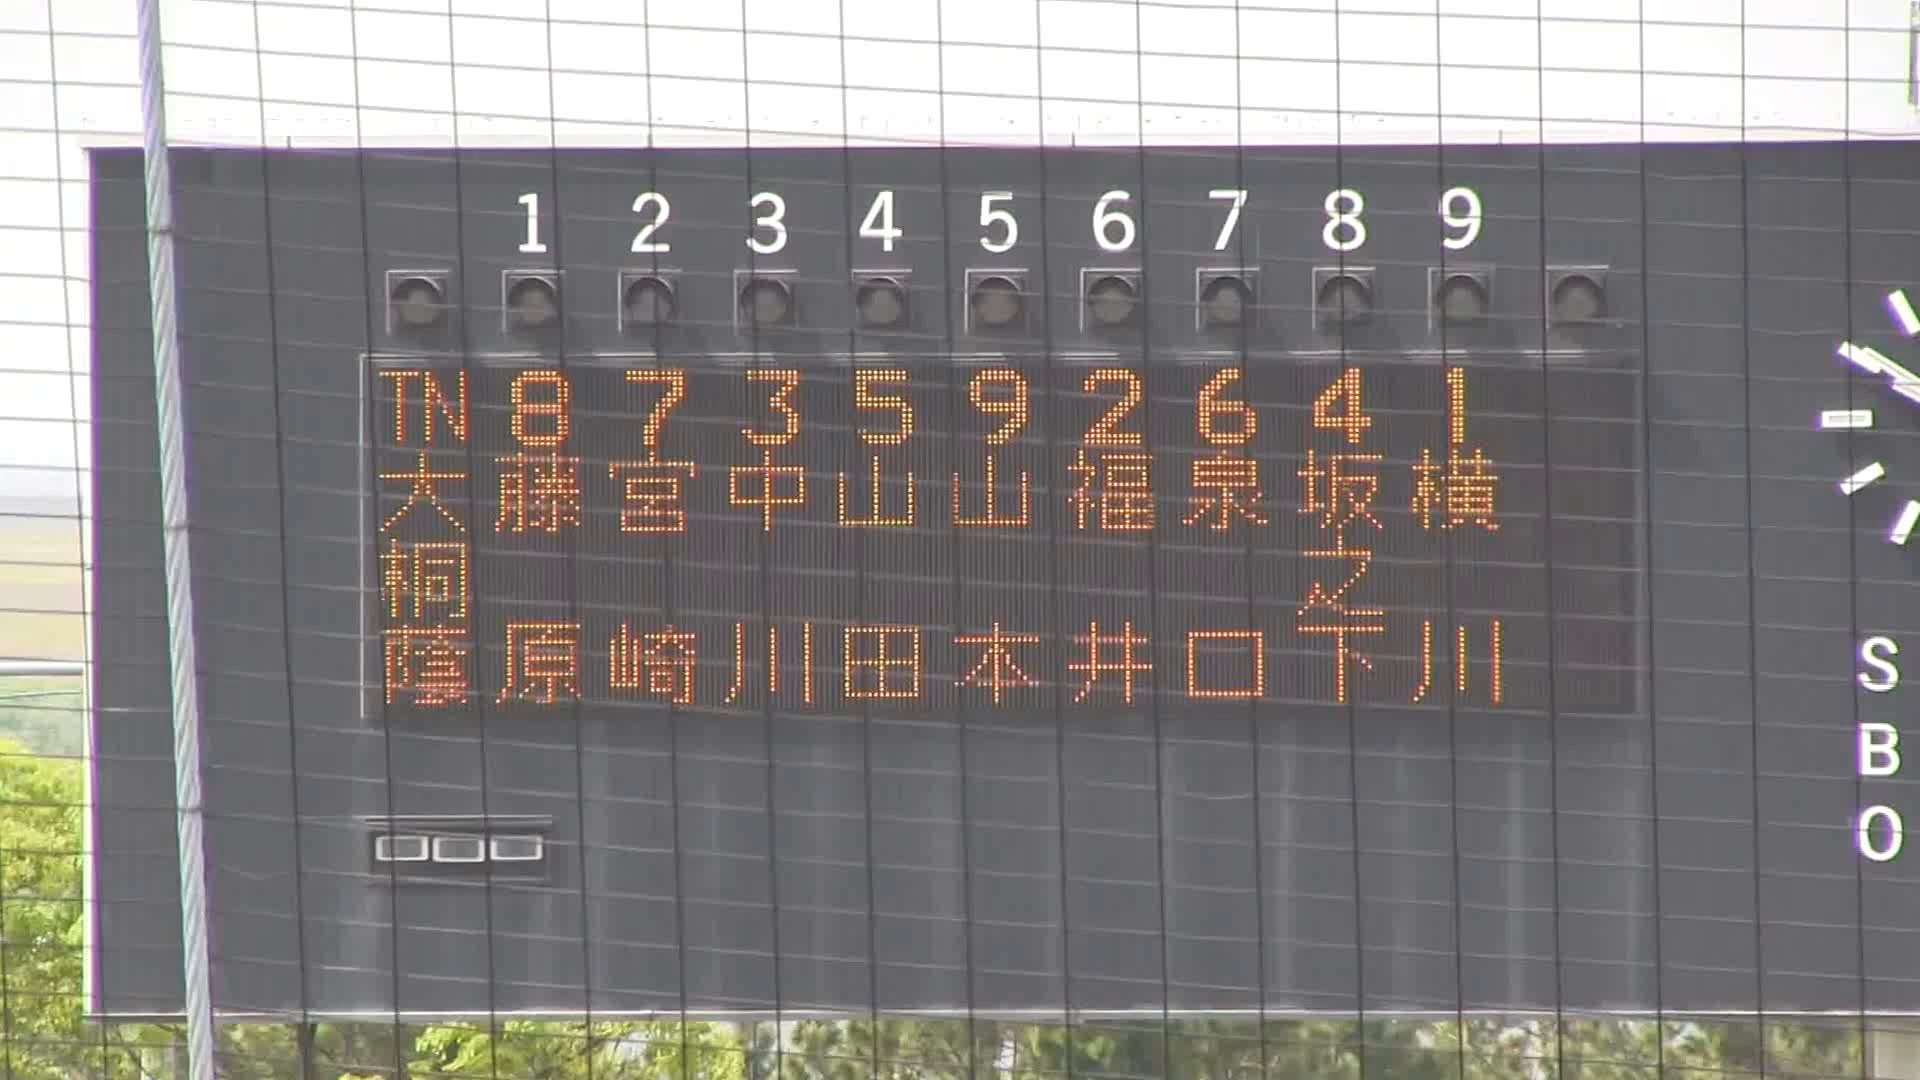 1 2 3 4 5 6 7 8 9
TN 8 7 3 5 9 2 6 4 1
大桐蔭
藤原
宮崎
中川
山田
山本
福井
泉口
坂之下
横川
S
B
O